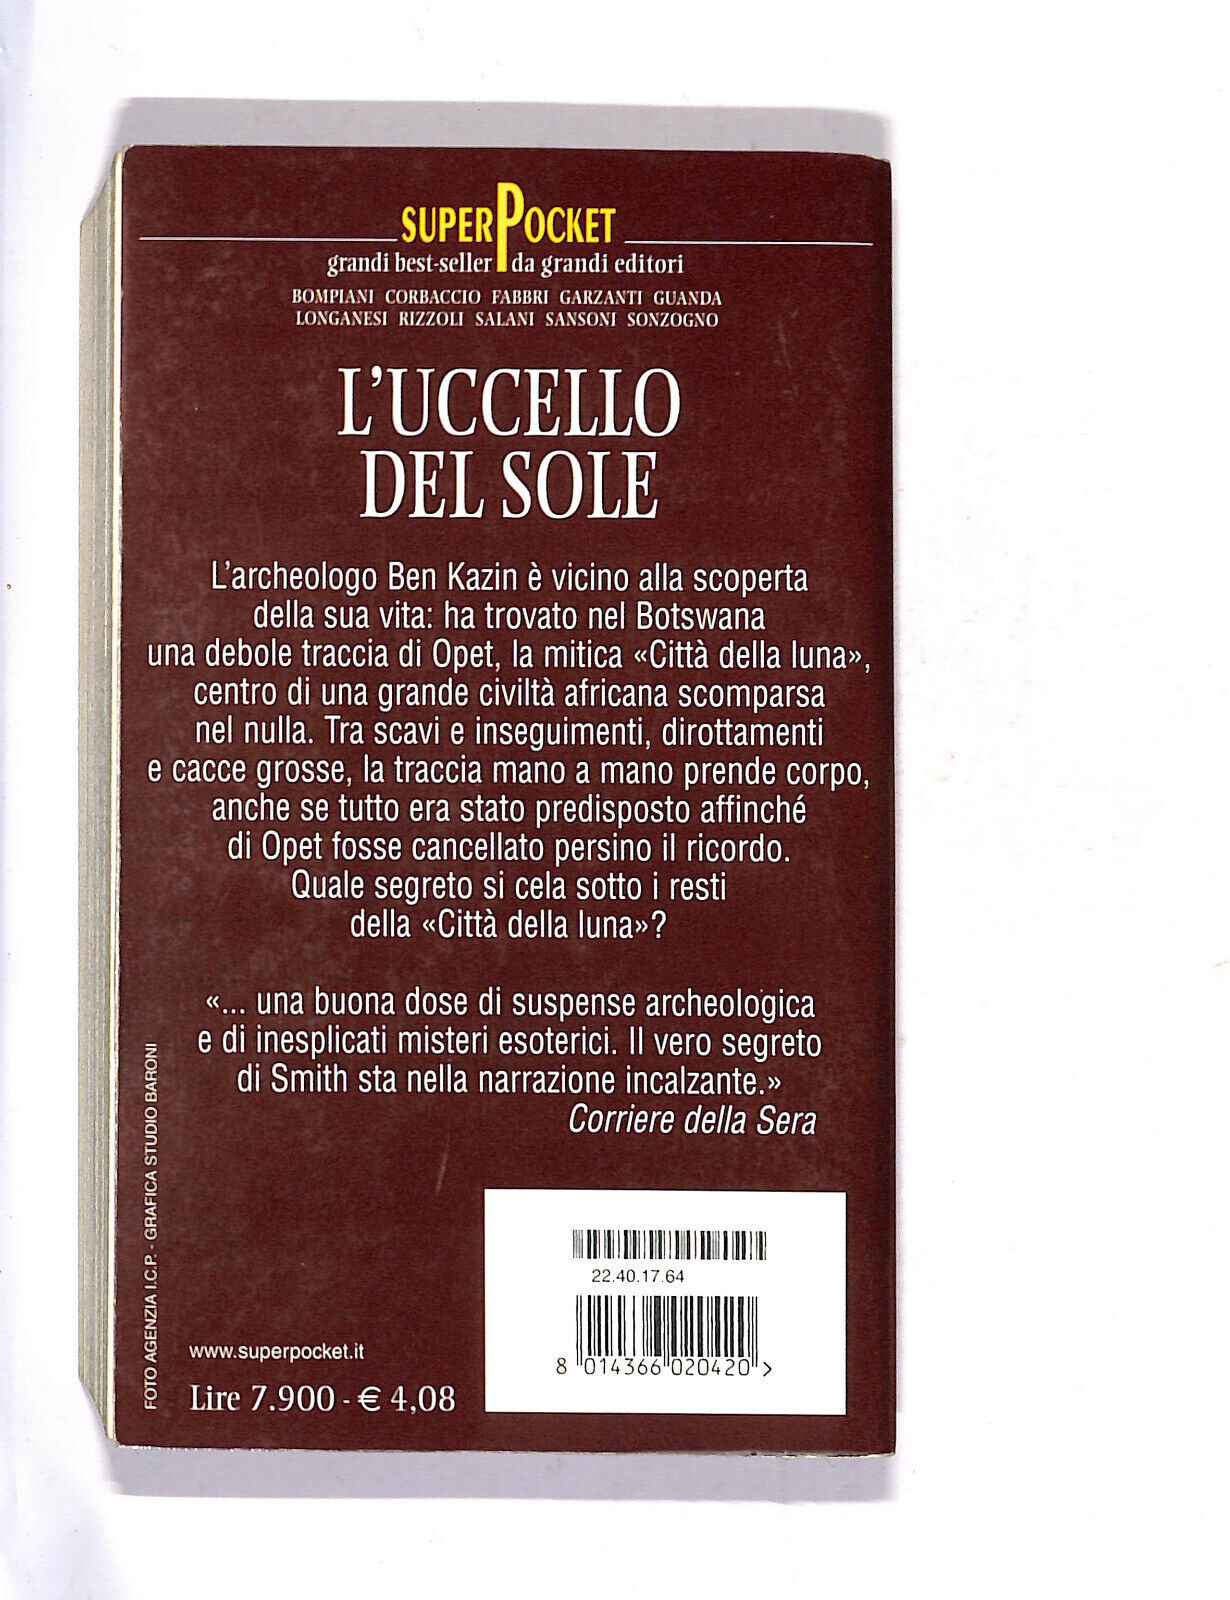 SUPERPOCKET
grandi best-seller da grandi editori
BOMPIANI CORBACCIO FABBRI GARZANTI GUANDA
LONGANESI RIZZOLI SALANI SANSONI SONZOGNO
L'UCCELLO
DEL SOLE
L'archeologo Ben Kazin è vicino alla scoperta
della sua vita: ha trovato nel Botswana
una debole traccia di Opet, la mitica «Città della luna»,
centro di una grande civiltà africana scomparsa
nel nulla. Tra scavi e inseguimenti, dirottamenti
e cacce grosse, la traccia mano a mano prende corpo,
anche se tutto era stato predisposto affinché
di Opet fosse cancellato persino il ricordo.
Quale segreto si cela sotto i resti
della «Città della luna»?
«... una buona dose di suspense archeologica
e di inesplicati misteri esoterici. Il vero segreto
di Smith sta nella narrazione incalzante.»
Corriere della Sera
FOTO AGENZIA I.C.P. - GRAFICA STUDIO BARONI
www.superpocket.it
Lire 7.900 - € 4,08
22.40.17.64
8 014366 020420 >